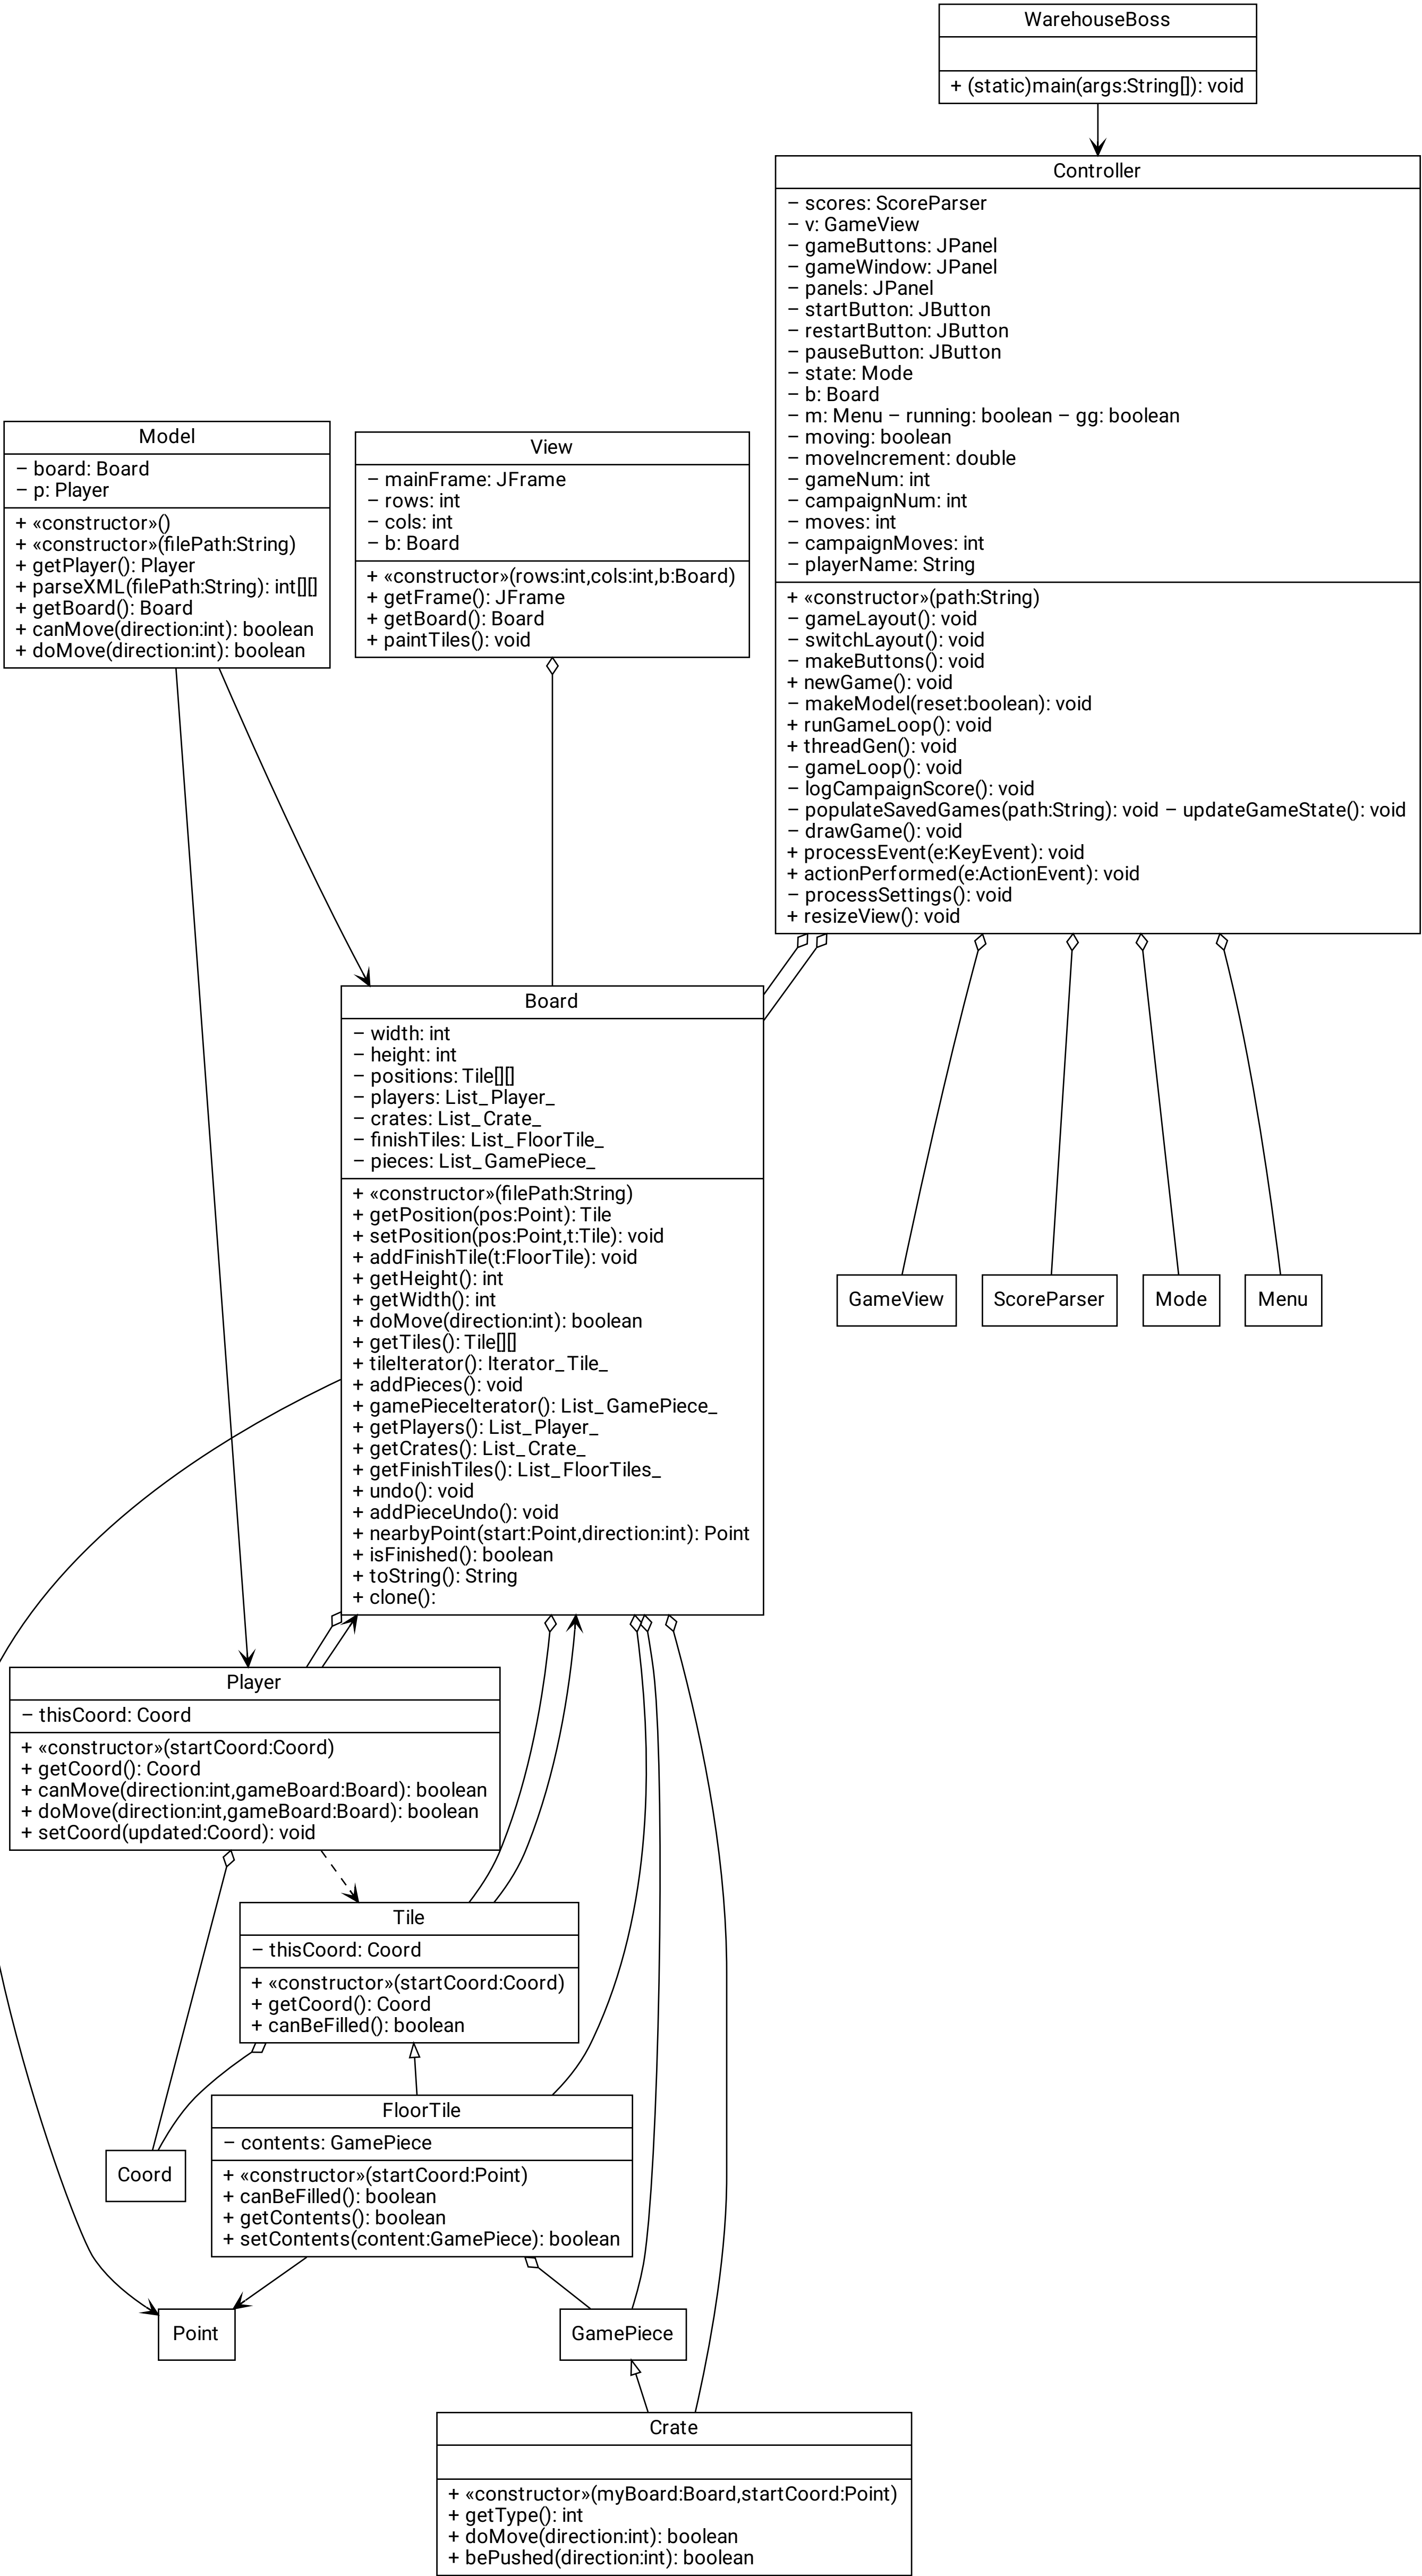 WarehouseBoss
+ (static)main(args:String[]): void
Controller
− scores: ScoreParser
− v: GameView
− gameButtons: JPanel
− gameWindow: JPanel
− panels: JPanel
− startButton: JButton
− restartButton: JButton
− pauseButton: JButton
− state: Mode
− b: Board
− m: Menu − running: boolean − gg: boolean
− moving: boolean
− moveIncrement: double
− gameNum: int
− campaignNum: int
− moves: int
− campaignMoves: int
− playerName: String
+ «constructor»(path:String)
− gameLayout(): void
− switchLayout(): void
− makeButtons(): void
+ newGame(): void
− makeModel(reset:boolean): void
+ runGameLoop(): void
+ threadGen(): void
− gameLoop(): void
− logCampaignScore(): void
− populateSavedGames(path:String): void − updateGameState(): void
− drawGame(): void
+ processEvent(e:KeyEvent): void
+ actionPerformed(e:ActionEvent): void
− processSettings(): void
+ resizeView(): void
Model
− board: Board
− p: Player
+ «constructor»()
+ «constructor»(filePath:String)
+ getPlayer(): Player
+ parseXML(filePath:String): int[][]
+ getBoard(): Board
+ canMove(direction:int): boolean
+ doMove(direction:int): boolean
View
− mainFrame: JFrame
− rows: int
− cols: int
− b: Board
+ «constructor»(rows:int,cols:int,b:Board)
+ getFrame(): JFrame
+ getBoard(): Board
+ paintTiles(): void
Board
− width: int
− height: int
− positions: Tile[][]
− players: List_Player_
− crates: List_Crate_
− finishTiles: List_FloorTile_
− pieces: List_GamePiece_
+ «constructor»(filePath:String)
+ getPosition(pos:Point): Tile
+ setPosition(pos:Point,t:Tile): void
+ addFinishTile(t:FloorTile): void
+ getHeight(): int
+ getWidth(): int
+ doMove(direction:int): boolean
+ getTiles(): Tile[][]
+ tileIterator(): Iterator_Tile_
+ addPieces(): void
+ gamePieceIterator(): List_GamePiece_
+ getPlayers(): List_Player_
+ getCrates(): List_Crate_
+ getFinishTiles(): List_FloorTiles_
+ undo(): void
+ addPieceUndo(): void
+ nearbyPoint(start:Point,direction:int): Point
+ isFinished(): boolean
+ toString(): String
+ clone():
GameView
ScoreParser
Mode
Menu
Player
− thisCoord: Coord
+ «constructor»(startCoord:Coord)
+ getCoord(): Coord
+ canMove(direction:int,gameBoard:Board): boolean
+ doMove(direction:int,gameBoard:Board): boolean
+ setCoord(updated:Coord): void
Tile
− thisCoord: Coord
+ «constructor»(startCoord:Coord)
+ getCoord(): Coord
+ canBeFilled(): boolean
Coord
FloorTile
− contents: GamePiece
+ «constructor»(startCoord:Point)
+ canBeFilled(): boolean
+ getContents(): boolean
+ setContents(content:GamePiece): boolean
Point
GamePiece
Crate
+ «constructor»(myBoard:Board,startCoord:Point)
+ getType(): int
+ doMove(direction:int): boolean
+ bePushed(direction:int): boolean